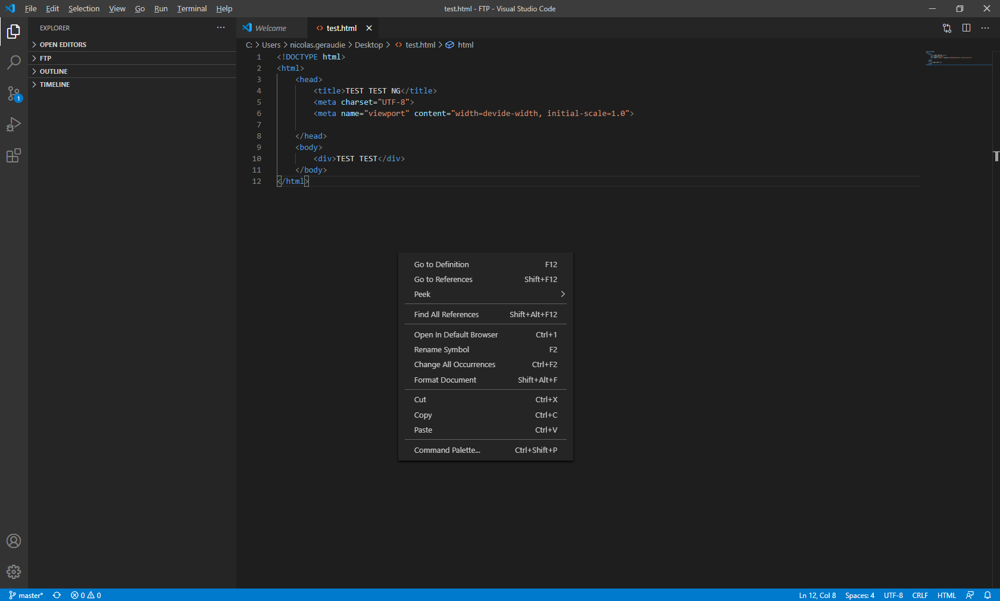 File Edit Selection View Go Run Terminal Help test.html - FTP - Visual Studio Code
EXPLORER
OPEN EDITORS
FTP
OUTLINE
TIMELINE
1
Welcome test.html
C: > Users > nicolas.geraudie > Desktop > test.html > html
1 <!DOCTYPE html>
2 <html>
3 <head>
4 <title>TEST TEST NG</title>
5 <meta charset="UTF-8">
6 <meta name="viewport" content="width=devide-width, initial-scale=1.0">
7
8 </head>
9 <body>
10 <div>TEST TEST</div>
11 </body>
12 </html>
Go to Definition F12
Go to References Shift+F12
Peek
Find All References Shift+Alt+F12
Open In Default Browser Ctrl+1
Rename Symbol F2
Change All Occurrences Ctrl+F2
Format Document Shift+Alt+F
Cut Ctrl+X
Copy Ctrl+C
Paste Ctrl+V
Command Palette... Ctrl+Shift+P
master* 0 0 Ln 12, Col 8 Spaces: 4 UTF-8 CRLF HTML